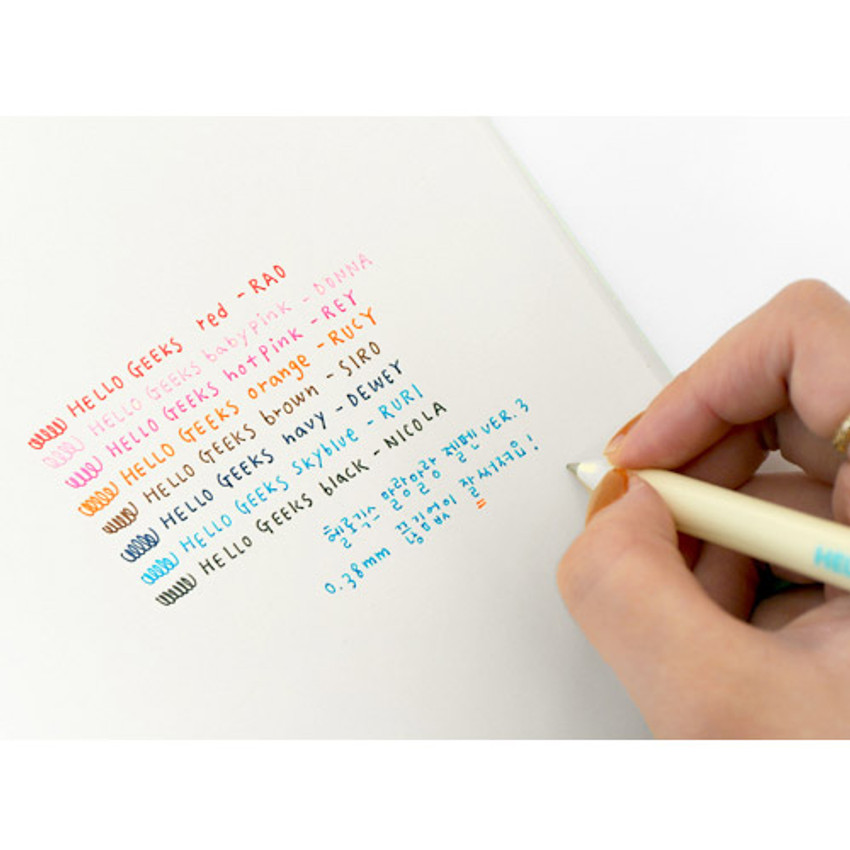 HELLO GEEKS red - RAO
HELLO GEEKS babypink - DONNA
HELLO GEEKS hotpink - REY
HELLO GEEKS orange - RUCY
HELLO GEEKS brown - SIRO
HELLO GEEKS navy - DEWEY
HELLO GEEKS skyblue - RURI
HELLO GEEKS black - NICOLA
헬로긱스 말랑말랑 젤펜 VER.3
0.38mm 끊김없이 잘써져요!